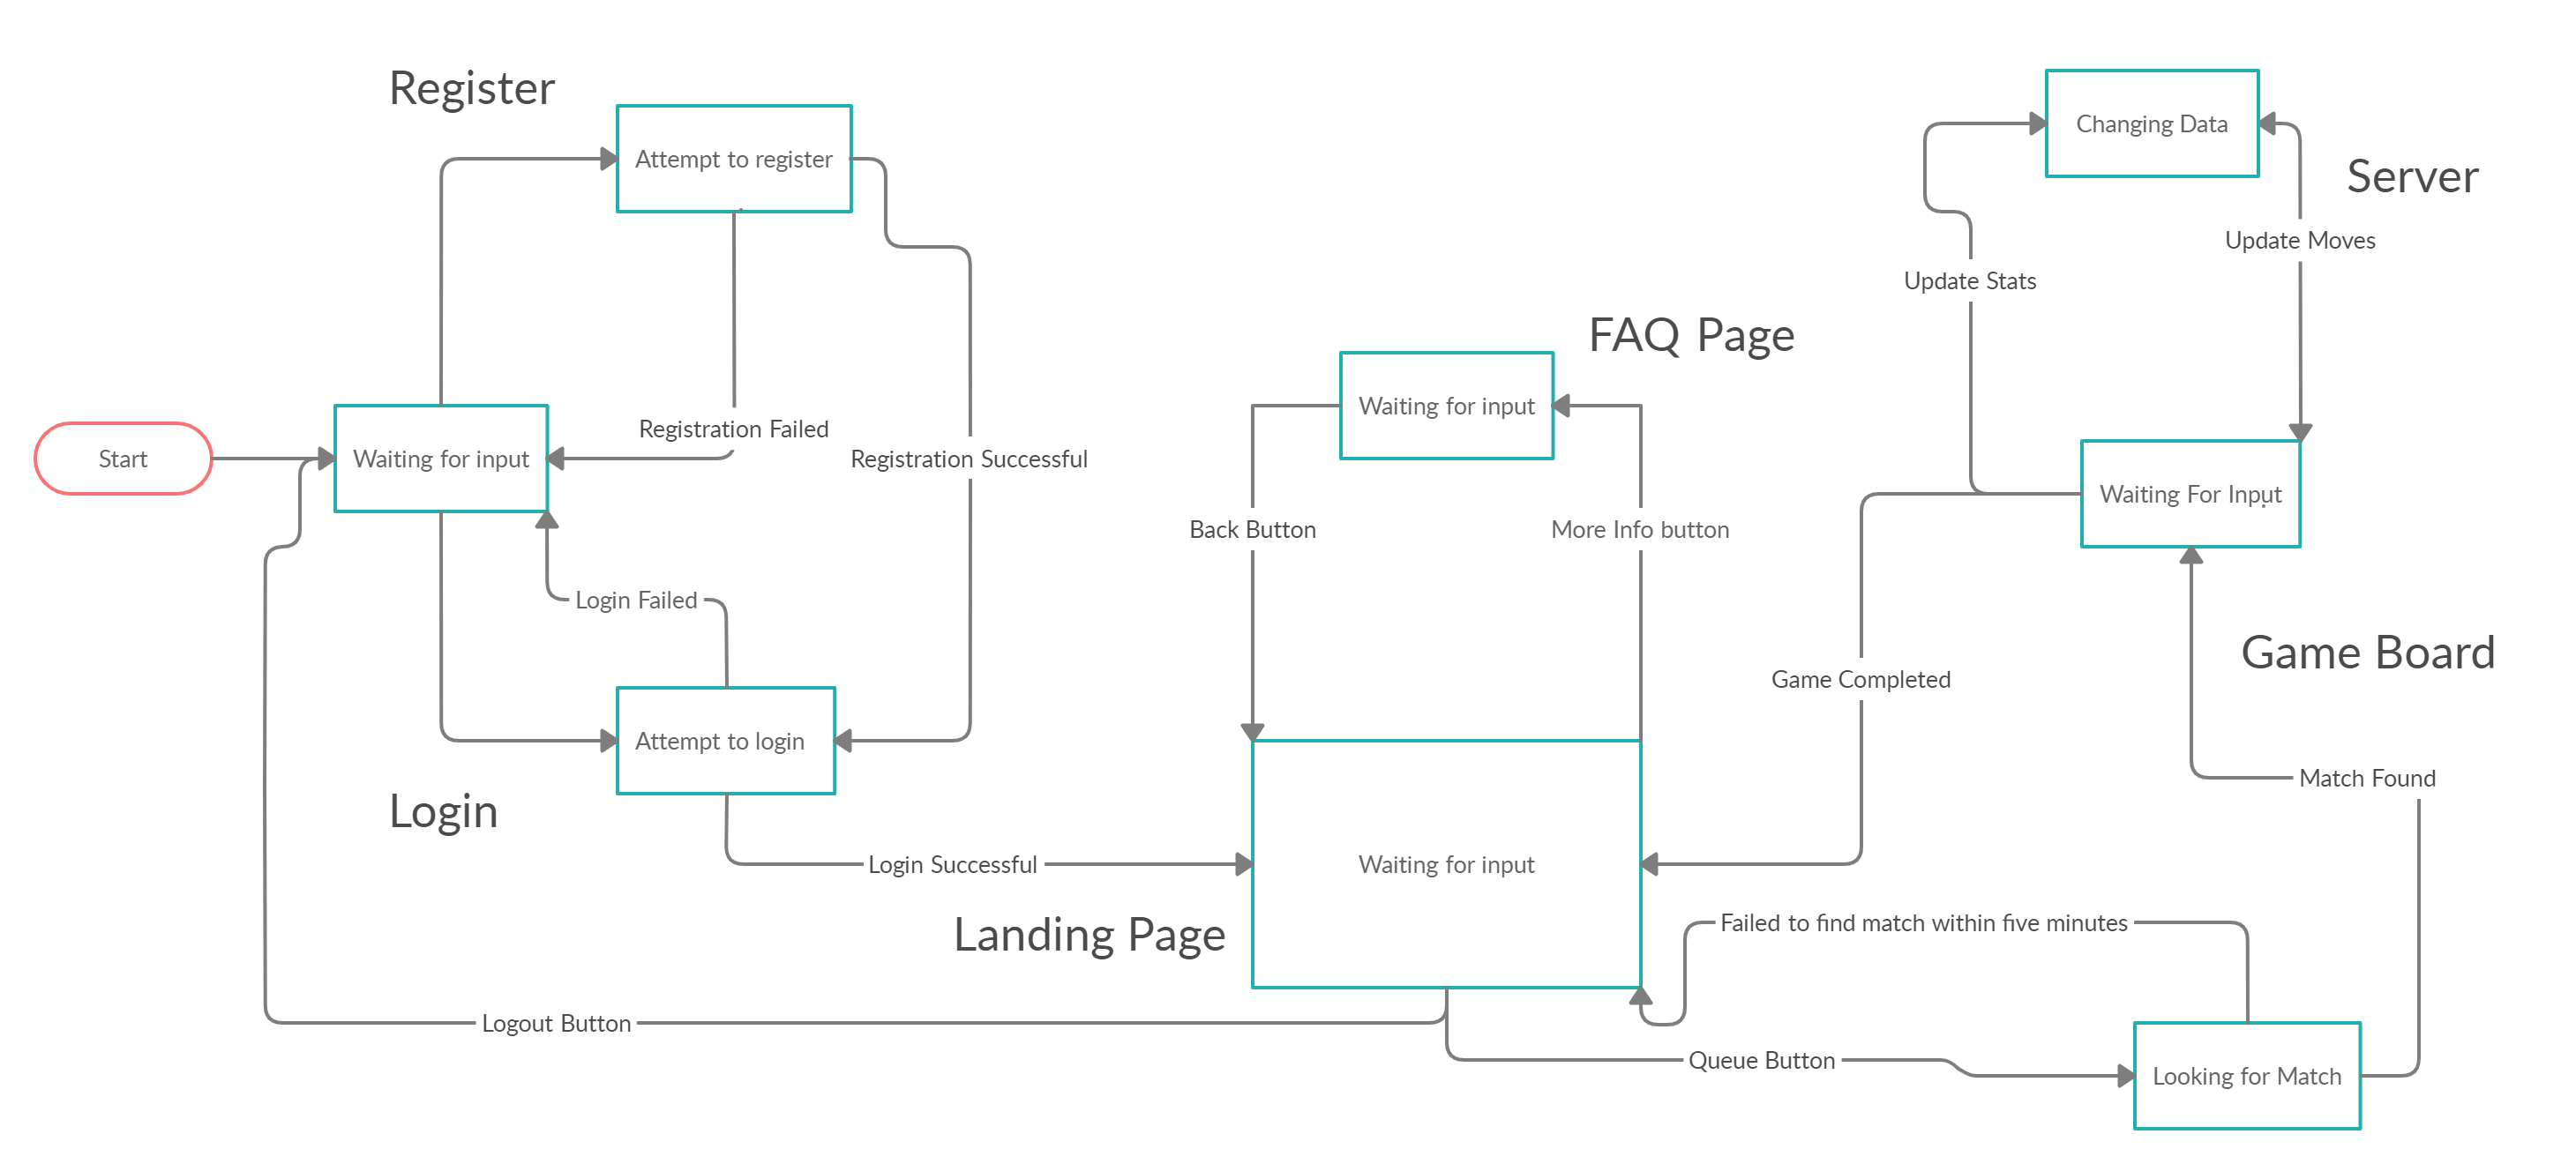 Register
Attempt to register
Changing Data
Server
Update Moves
Update Stats
FAQ Page
Waiting for input
Registration Failed
Start
Waiting for input
Registration Successful
Waiting For Input
Back Button
More Info button
Login Failed
Game Board
Game Completed
Attempt to login
Match Found
Login
Login Successful
Waiting for input
Landing Page
Failed to find match within five minutes
Logout Button
Queue Button
Looking for Match